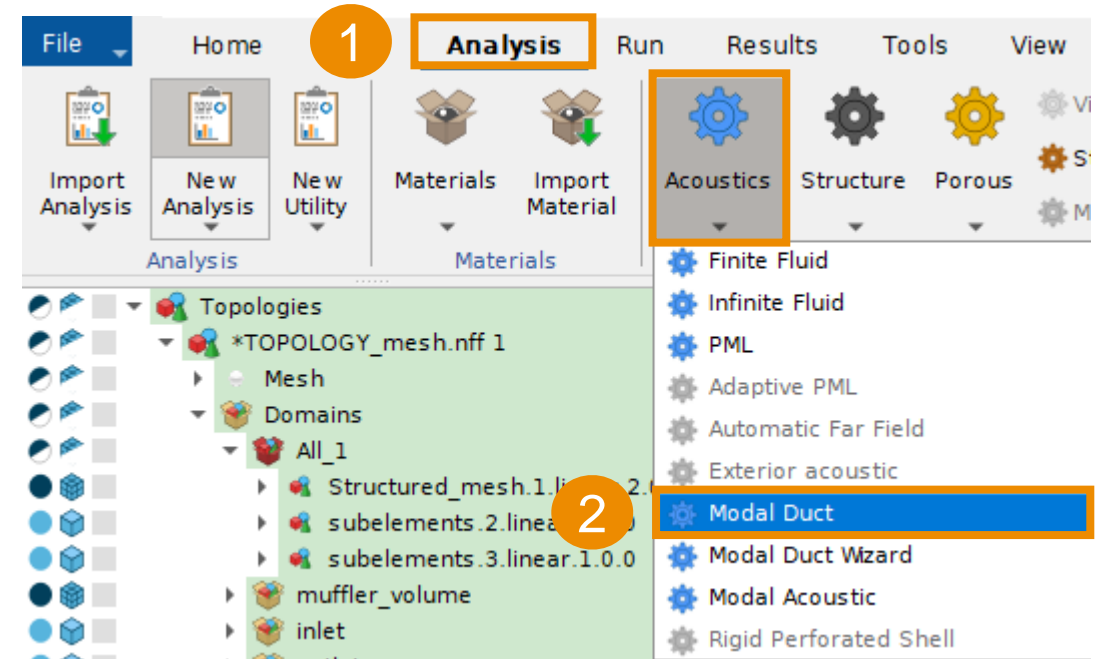 File
Home
1
Analysis
Run
Results
Tools
View
Import
Analysis
New
Analysis
New
Utility
Materials
Import
Material
Acoustics
Structure
Porous
Analysis
Materials
Finite Fluid
Infinite Fluid
PML
Adaptive PML
Automatic Far Field
Exterior acoustic
2
Modal Duct
Modal Duct Wizard
Modal Acoustic
Rigid Perforated Shell
Topologies
*TOPOLOGY_mesh.nff 1
Mesh
Domains
All_1
Structured_mesh.1.
subelements.2.
subelements.3.linear.1.0.0
muffler_volume
inlet